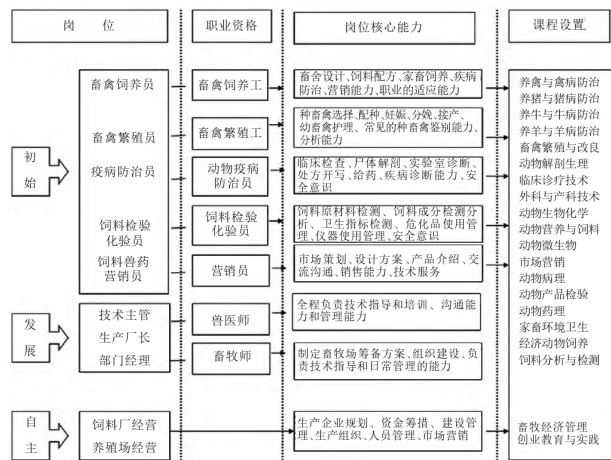 岗 位
职业资格
岗位核心能力
课程设置
初
始
畜禽饲养员
畜禽繁殖员
疫病防治员
饲料检验
化验员
饲料兽药
营销员
畜禽饲养工
畜禽繁殖工
动物疫病
防治员
饲料检验
化验员
营销员
畜舍设计、饲料配方、家畜饲养、疾病
防治、营销能力、职业的适应能力
种畜禽选择、配种、妊娠、分娩、接产、
幼畜禽护理、常见的种畜禽鉴别能力、
分析能力
临床检查、尸体解剖、实验室诊断、
处方开写、给药、疾病诊断能力、安
全意识
饲料原材料检测、饲料成分检测分
析、卫生指标检测、危化品使用管
理、仪器使用管理、安全意识
市场策划、设计方案、产品介绍、交
流沟通、销售能力、技术服务
发
展
技术主管
生产厂长
部门经理
兽医师
畜牧师
全程负责技术指导和培训、沟通能
力和管理能力
制定畜牧场筹备方案、组织建设、负
责技术指导和日常管理的能力
自
主
饲料厂经营
养殖场经营
生产企业规划、资金筹措、建设管
理、生产组织、人员管理、市场营销
养禽与禽病防治
养猪与猪病防治
养牛与牛病防治
养羊与羊病防治
畜禽繁殖与改良
动物解剖生理
临床诊疗技术
外科与产科技术
动物生物化学
动物营养与饲料
动物微生物
市场营销
动物病理
动物产品检验
动物药理
家畜环境卫生
经济动物饲养
饲料分析与检测
畜牧经济管理
创业教育与实践